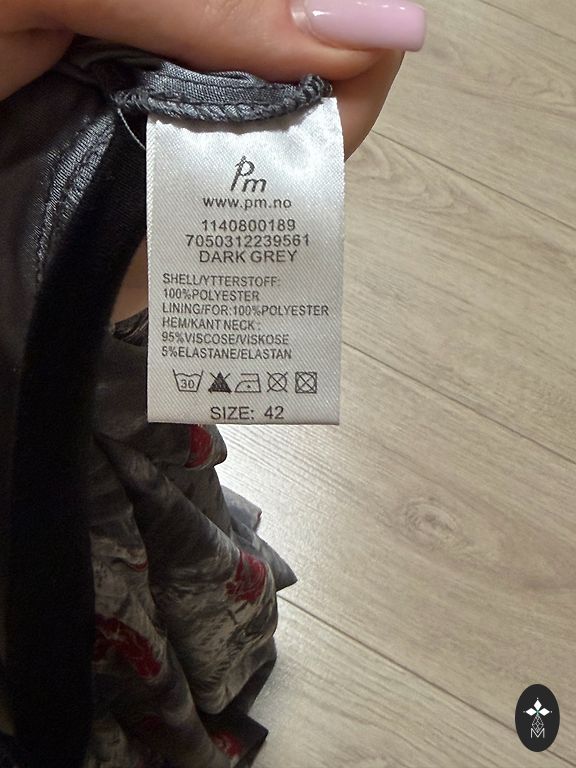 Pm
www.pm.no
1140800189
7050312239561
DARK GREY
SHELL/YTTERSTOFF:
100%POLYESTER
LINING/FOR:100%POLYESTER
HEM/KANT NECK:
95%VISCOSE/VISKOSE
5%ELASTANE/ELASTAN
30
SIZE: 42
M